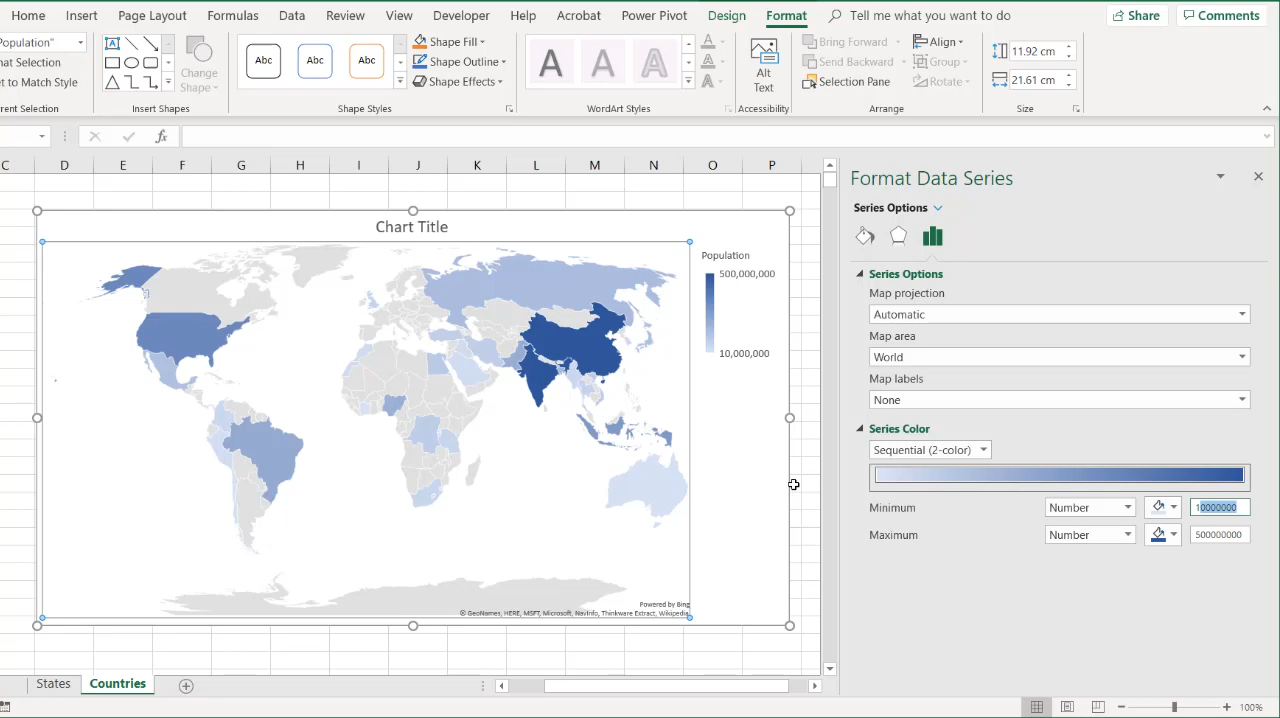 Home Insert Page Layout Formulas Data Review View Developer Help Acrobat Power Pivot Design Format Tell me what you want to do Share Comments
Population"
mat Selection
et to Match Style
rrent Selection
Change
Shape
Insert Shapes
Abc Abc Abc
Shape Fill
Shape Outline
Shape Effects
Shape Styles
A A A
A
A
A
WordArt Styles
Alt
Text
Accessibility
Bring Forward
Send Backward
Selection Pane
Align
Group
Rotate
Arrange
11.92 cm
21.61 cm
Size
fx
C D E F G H I J K L M N O P
Chart Title
Population
500,000,000
10,000,000
Powered by Bing
© GeoNames, HERE, MSFT, Microsoft, NavInfo, Thinkware Extract, Wikipedia
Format Data Series
Series Options
Series Options
Map projection
Automatic
Map area
World
Map labels
None
Series Color
Sequential (2-color)
Minimum Number 10000000
Maximum Number 500000000
States Countries
100%